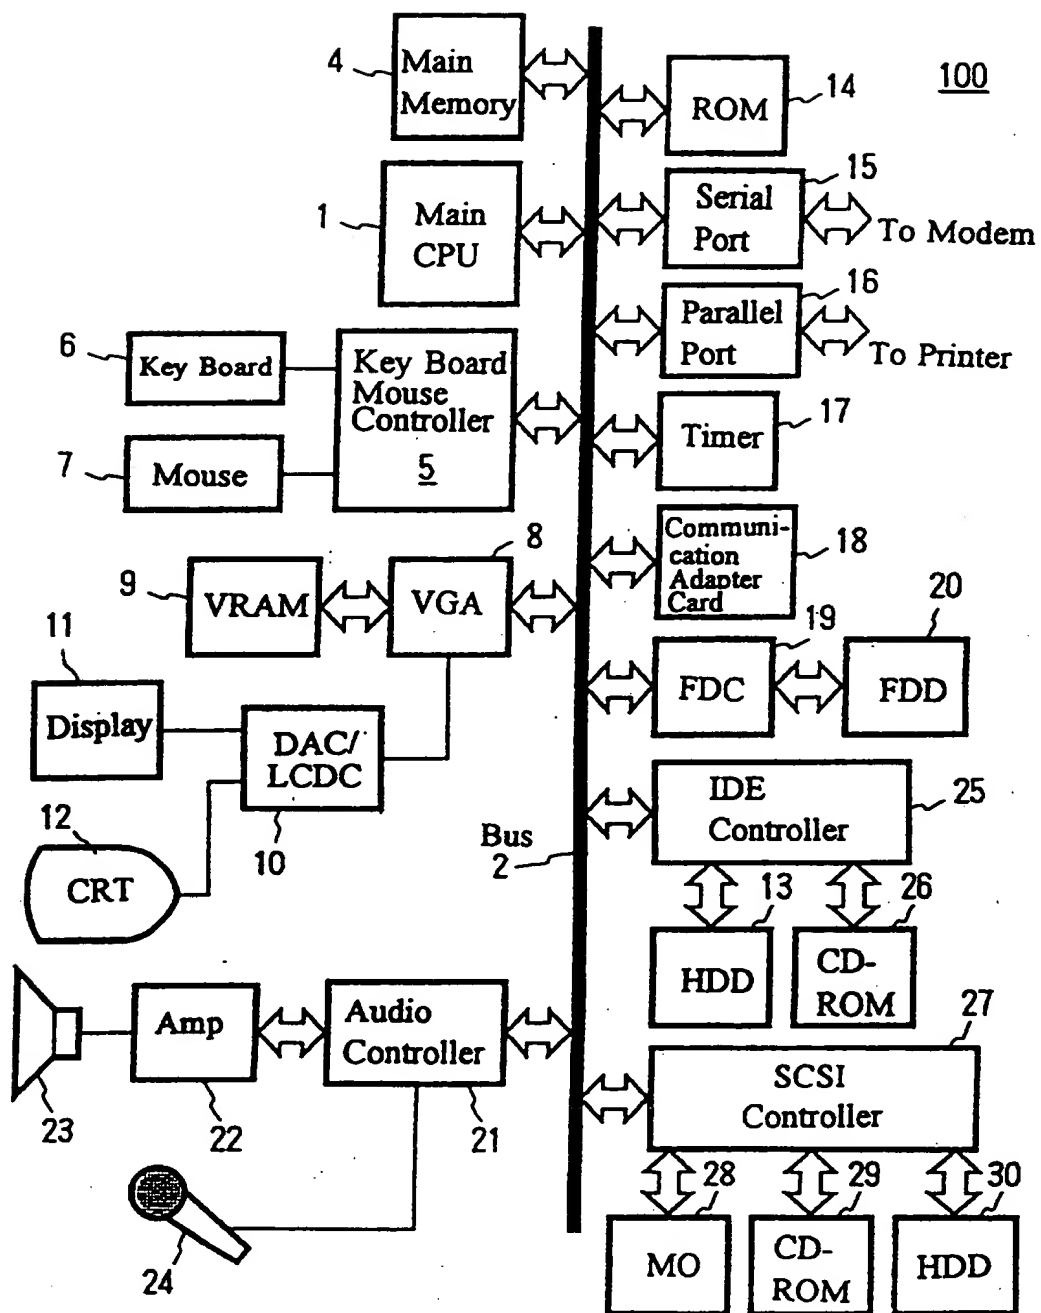 4
Main
Memory
ROM
14
100
1
Main
CPU
15
Serial
Port
To Modem
16
Parallel
Port
To Printer
6
Key Board
Key Board
Mouse
Controller
5
7
Mouse
17
Timer
8
9
VRAM
VGA
Communi-
cation
Adapter
Card
18
11
Display
DAC/
LCDC
10
19
FDC
20
FDD
12
CRT
Bus
2
IDE
Controller
25
13
HDD
26
CD-
ROM
23
Amp
22
Audio
Controller
21
24
27
SCSI
Controller
28
MO
29
CD-
ROM
30
HDD